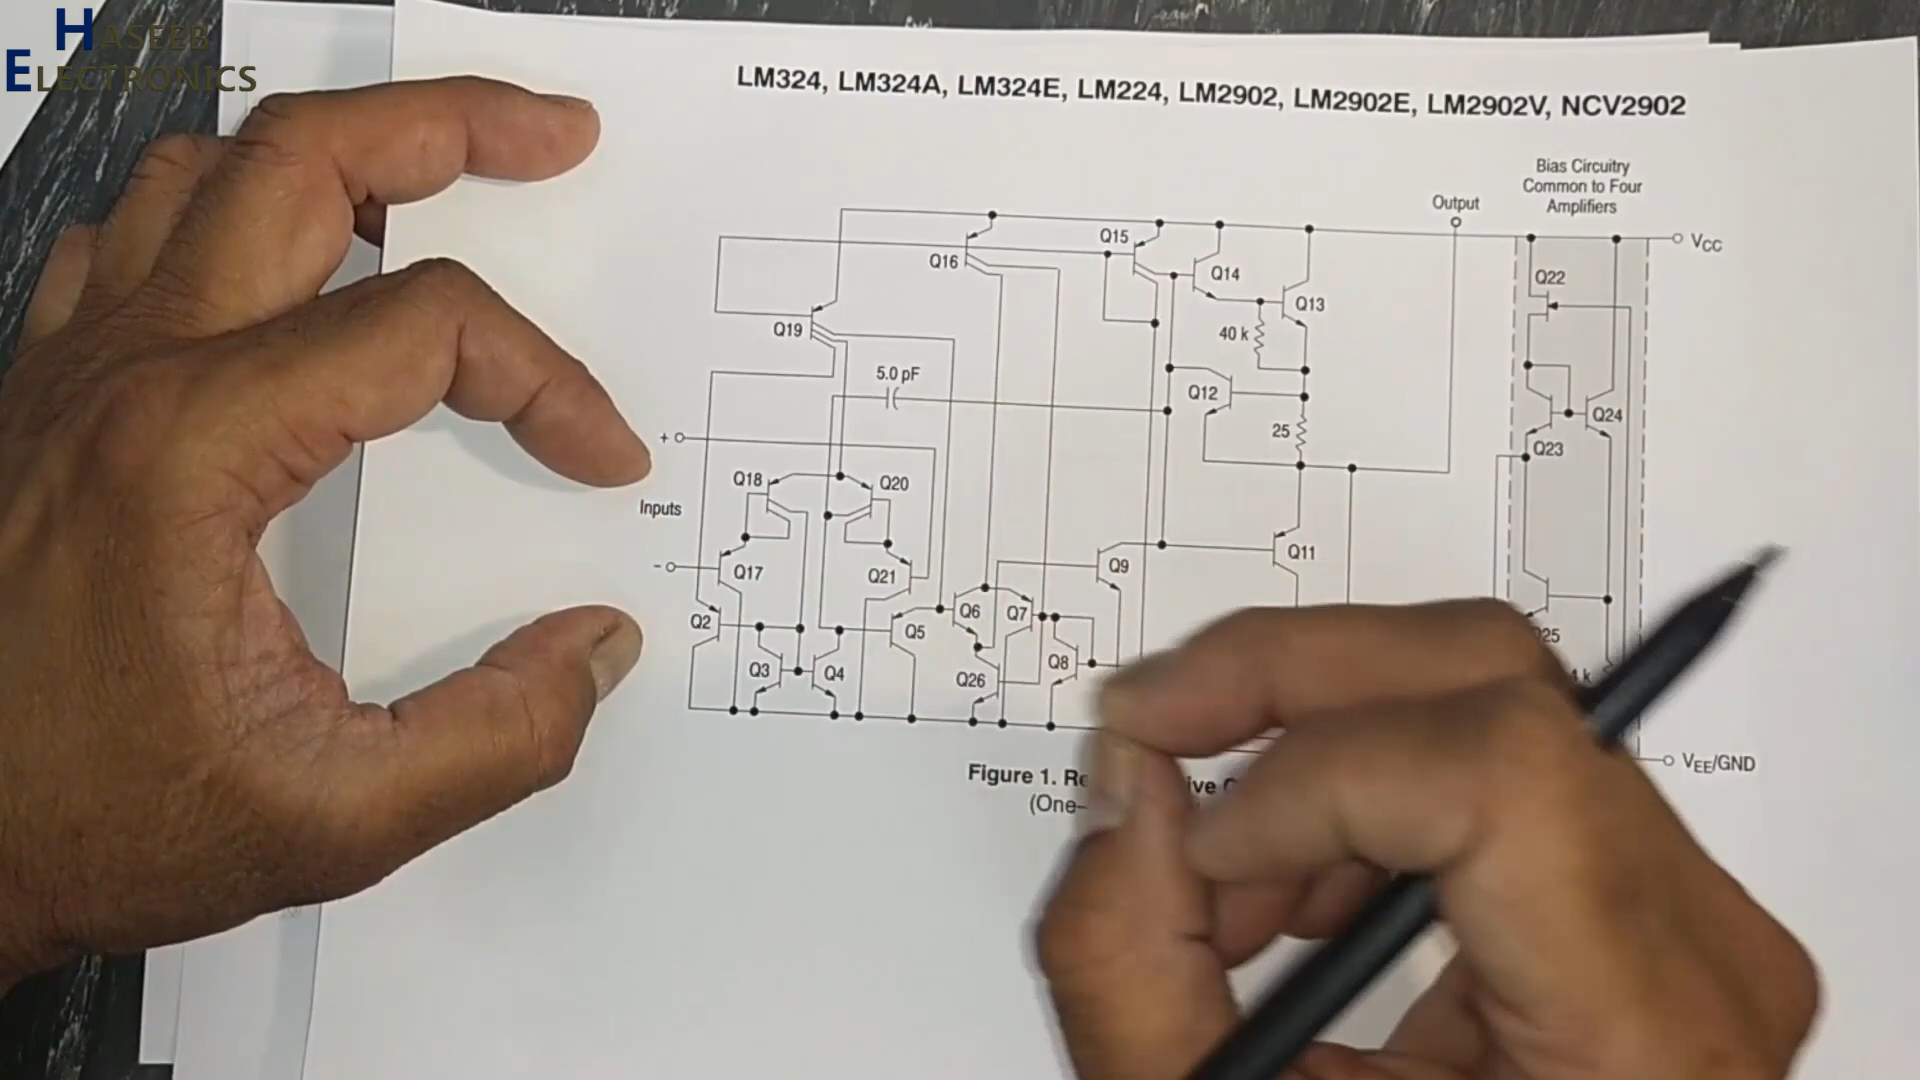 HASEEB
ELECTRONICS
LM324, LM324A, LM324E, LM224, LM2902, LM2902E, LM2902V, NCV2902
Bias Circuitry
Common to Four
Amplifiers
Output
VCC
Q15
Q16
Q14
Q22
Q13
Q19
40 k
5.0 pF
Q12
Q24
25
Q23
+
Q18
Q20
Inputs
Q11
-
Q17
Q21
Q9
Q2
Q5
Q6
Q7
Q25
Q3
Q4
Q26
Q8
VEE/GND
Figure 1.
(One-